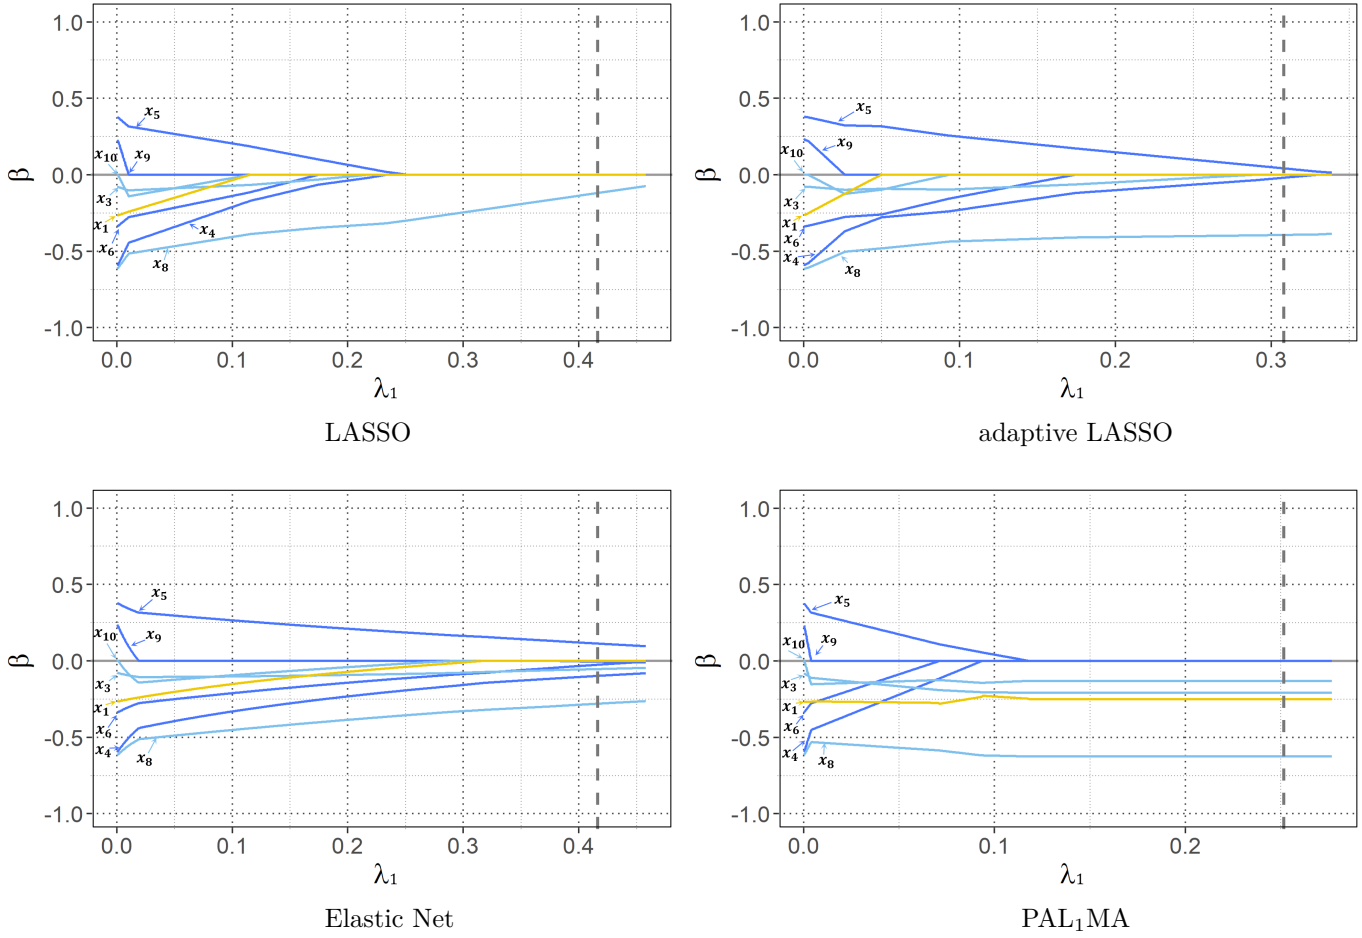 1.0
0.5
0.0
-0.5
-1.0
β
x5
x10
x9
x3
x1
x6
x4
x8
0.0 0.1 0.2 0.3 0.4
λ1
LASSO
1.0
0.5
0.0
-0.5
-1.0
β
x5
x9
x10
x3
x1
x6
x4
x8
0.0 0.1 0.2 0.3
λ1
adaptive LASSO
1.0
0.5
0.0
-0.5
-1.0
β
x5
x10
x9
x3
x1
x6
x4
x8
0.0 0.1 0.2 0.3 0.4
λ1
Elastic Net
1.0
0.5
0.0
-0.5
-1.0
β
x5
x10
x9
x3
x1
x6
x4
x8
0.0 0.1 0.2
λ1
PAL1MA